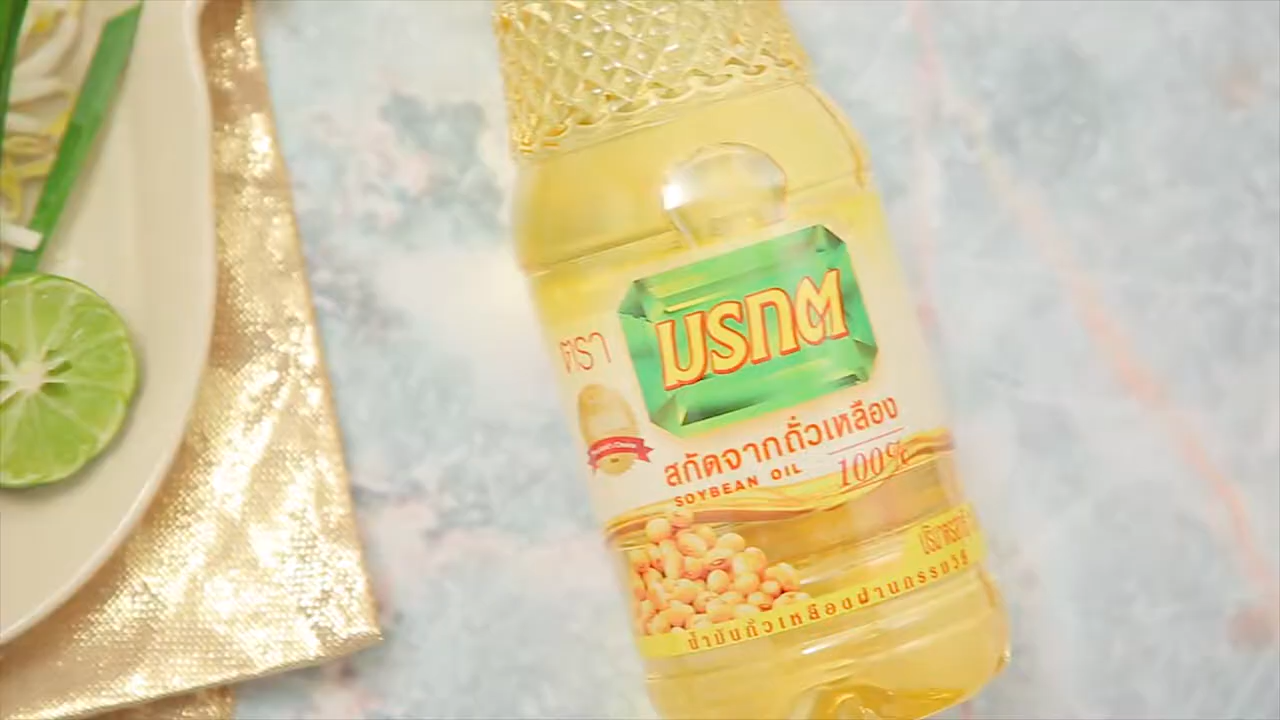 ตรา
มรกต
สกัดจากถั่วเหลือง
SOYBEAN OIL 100%
น้ำมันถั่วเหลืองผ่านกรรมวิธี